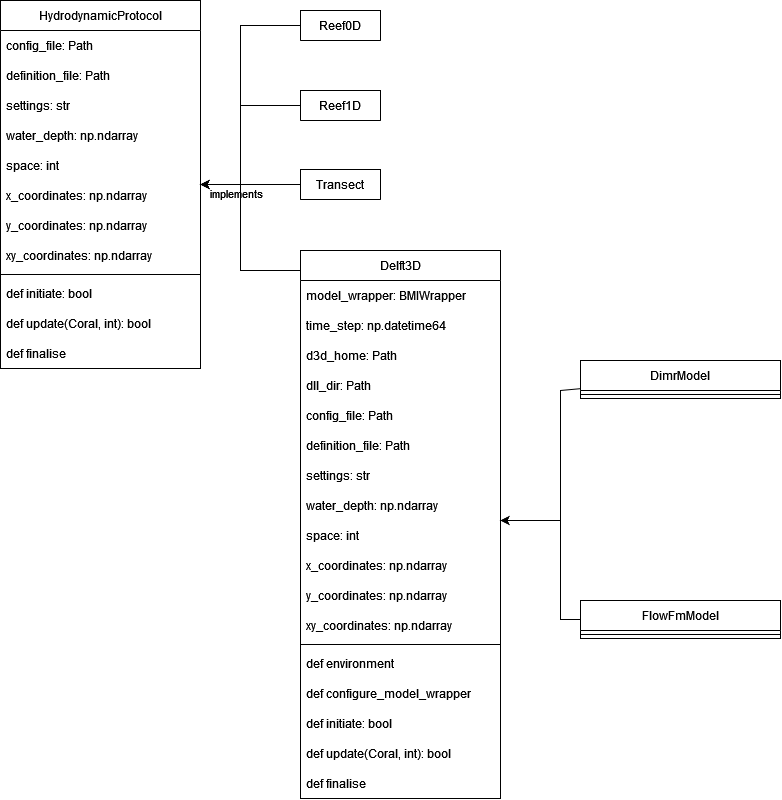 HydrodynamicProtocol
config_file: Path
definition_file: Path
settings: str
water_depth: np.ndarray
space: int
x_coordinates: np.ndarray
y_coordinates: np.ndarray
xy_coordinates: np.ndarray
def initiate: bool
def update(Coral, int): bool
def finalise
implements
Reef0D
Reef1D
Transect
Delft3D
model_wrapper: BMIWrapper
time_step: np.datetime64
d3d_home: Path
dll_dir: Path
config_file: Path
definition_file: Path
settings: str
water_depth: np.ndarray
space: int
x_coordinates: np.ndarray
y_coordinates: np.ndarray
xy_coordinates: np.ndarray
def environment
def configure_model_wrapper
def initiate: bool
def update(Coral, int): bool
def finalise
DimrModel
FlowFmModel